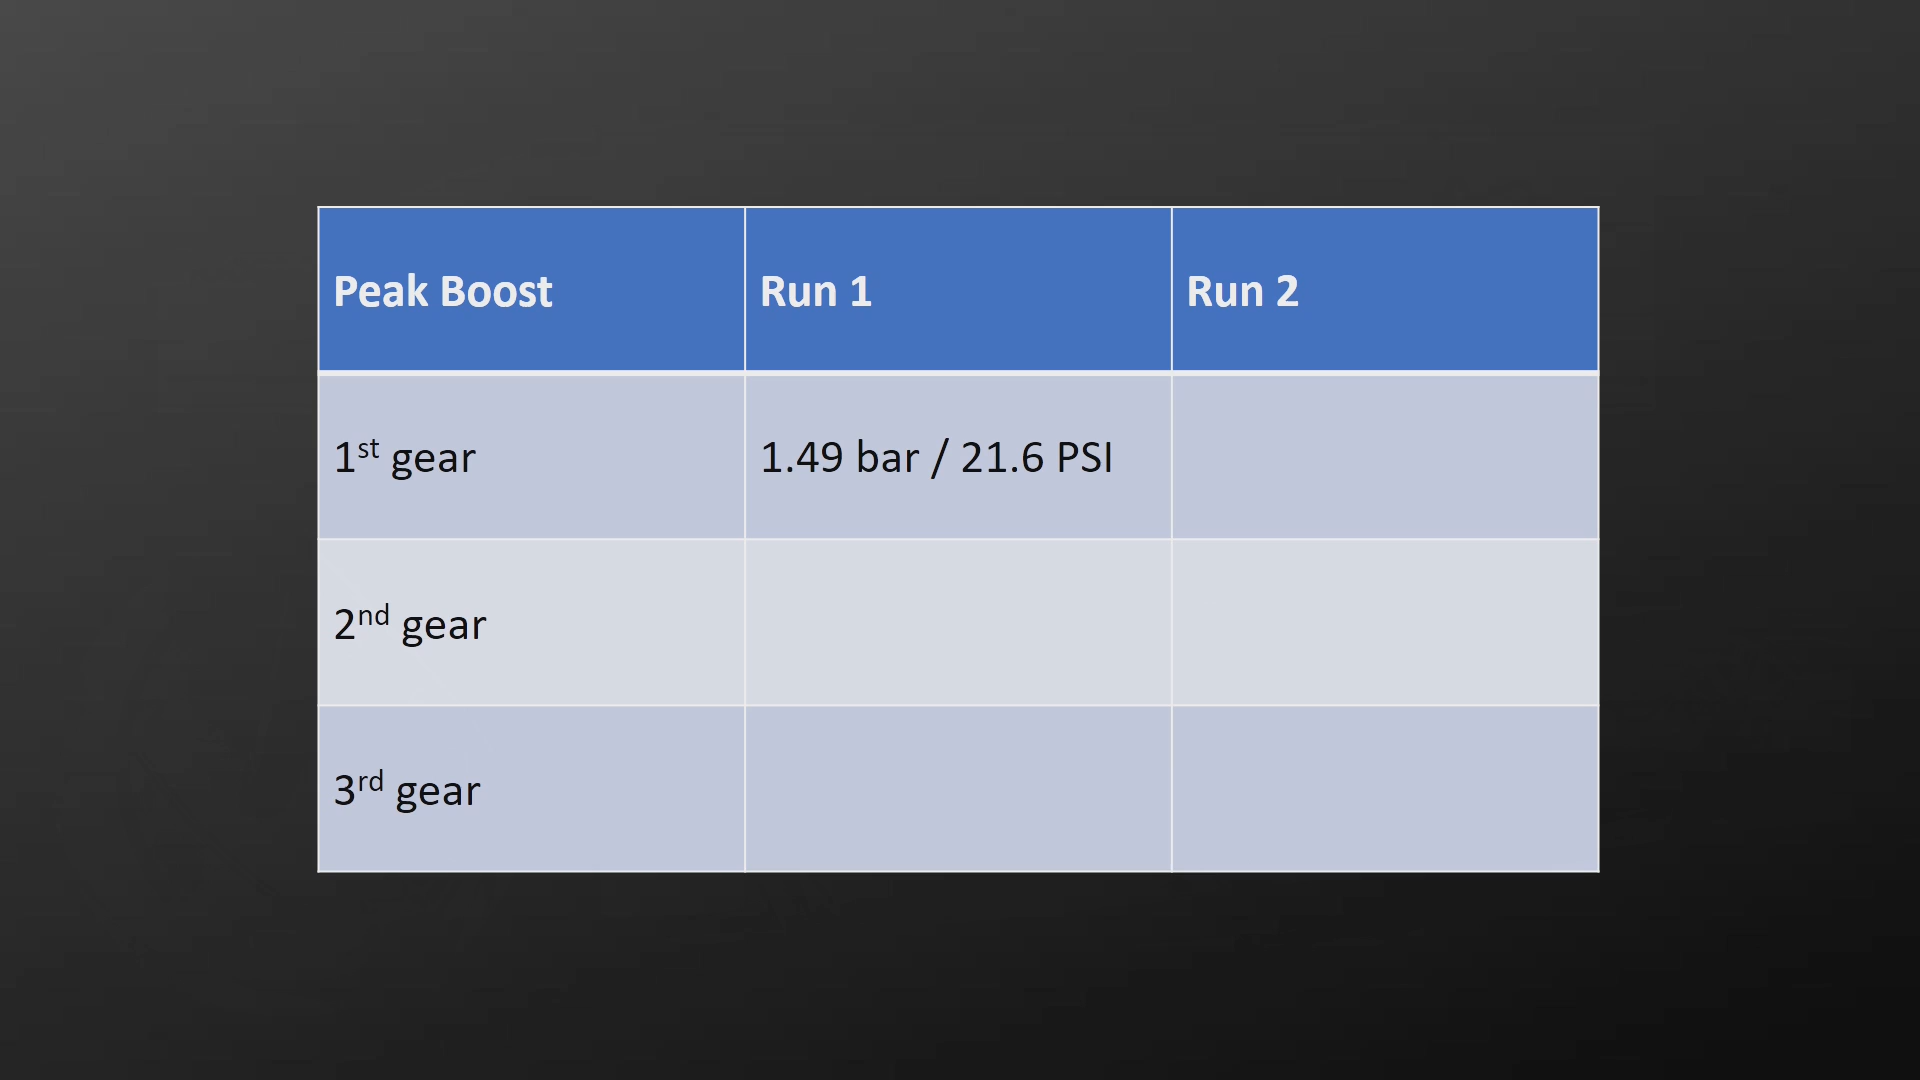 Peak Boost Run 1 Run 2
1st gear 1.49 bar / 21.6 PSI
2nd gear
3rd gear